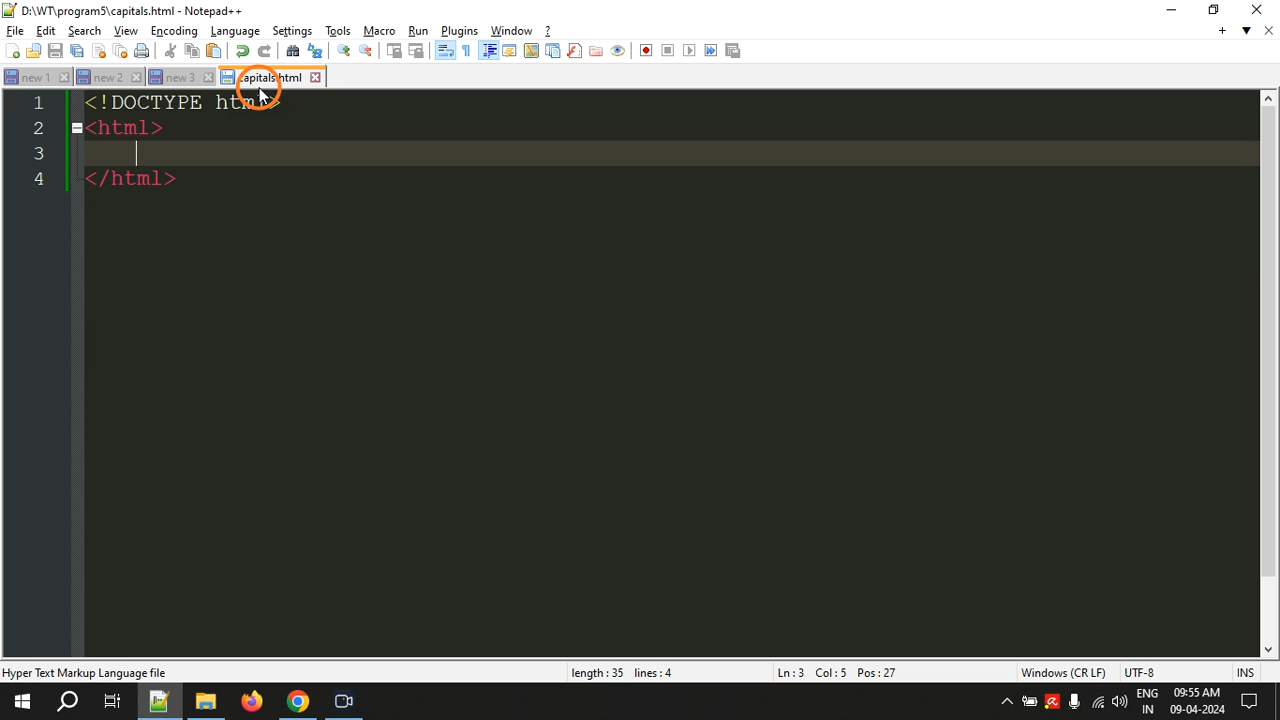 D:\WT\program5\capitals.html - Notepad++
File Edit Search View Encoding Language Settings Tools Macro Run Plugins Window ?
new 1 new 2 new 3 capitals.html
1 <!DOCTYPE html>
2 <html>
3
4 </html>
Hyper Text Markup Language file length : 35 lines : 4 Ln : 3 Col : 5 Pos : 27 Windows (CR LF) UTF-8 INS
ENG 09:55 AM
IN 09-04-2024